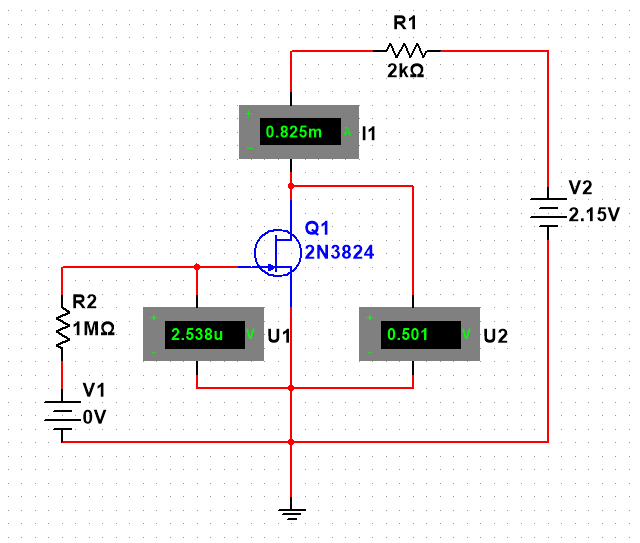 R1
2kΩ
+
0.825m A
-
I1
V2
2.15V
Q1
2N3824
R2
1MΩ
+
2.538u V
-
U1
+
0.501 V
-
U2
V1
0V